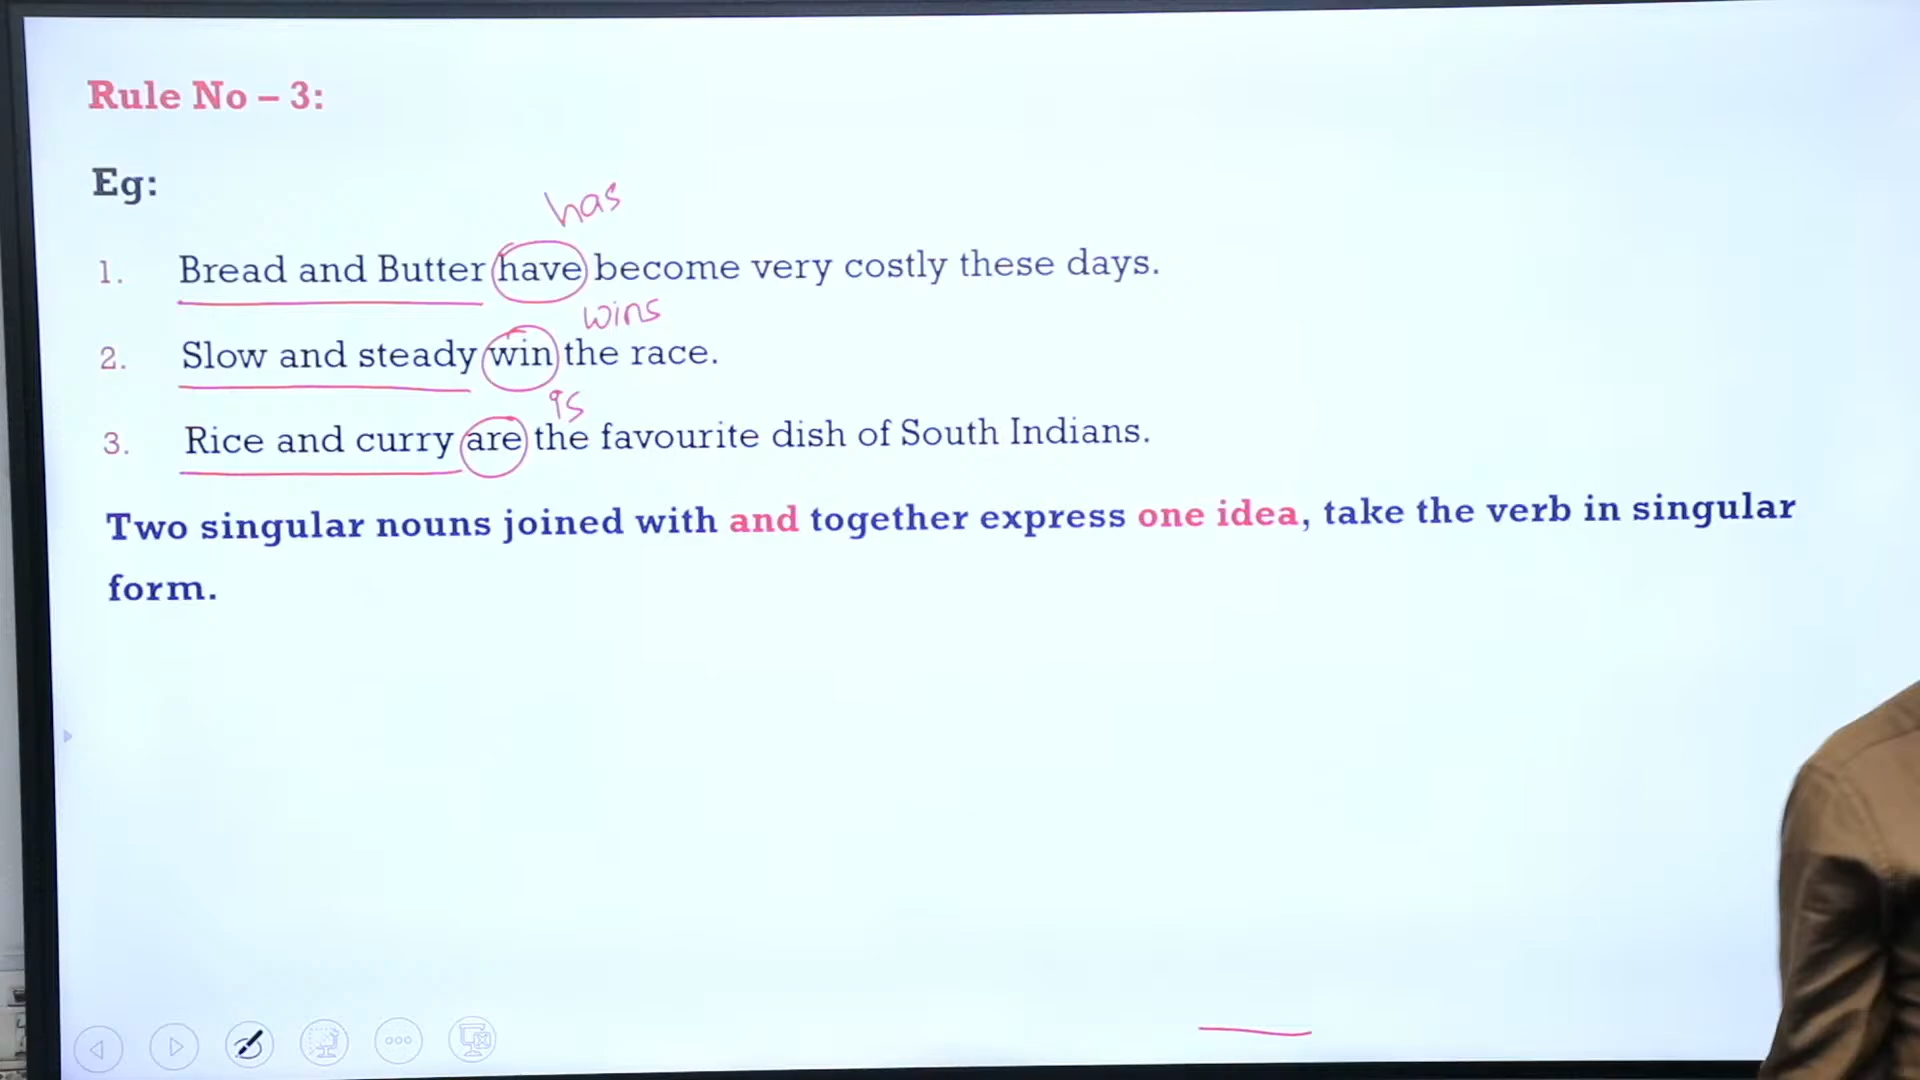 Rule No – 3:
Eg:
has
1. Bread and Butter have become very costly these days.
wins
2. Slow and steady win the race.
is
3. Rice and curry are the favourite dish of South Indians.
Two singular nouns joined with and together express one idea, take the verb in singular
form.